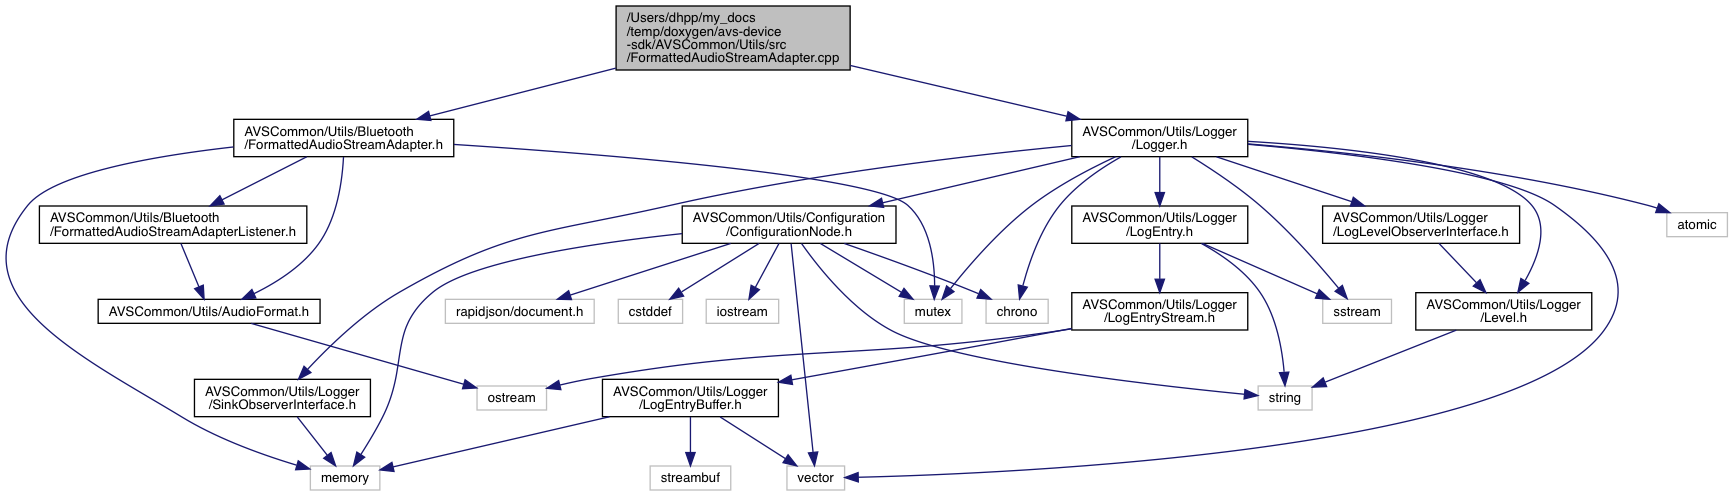 /Users/dhpp/my_docs
/temp/doxygen/avs-device
-sdk/AVSCommon/Utils/src
/FormattedAudioStreamAdapter.cpp
AVSCommon/Utils/Bluetooth
/FormattedAudioStreamAdapter.h
AVSCommon/Utils/Logger
/Logger.h
AVSCommon/Utils/Bluetooth
/FormattedAudioStreamAdapterListener.h
AVSCommon/Utils/Configuration
/ConfigurationNode.h
AVSCommon/Utils/Logger
/LogEntry.h
AVSCommon/Utils/Logger
/LogLevelObserverInterface.h
atomic
AVSCommon/Utils/AudioFormat.h
rapidjson/document.h
cstddef
iostream
mutex
chrono
AVSCommon/Utils/Logger
/LogEntryStream.h
sstream
AVSCommon/Utils/Logger
/Level.h
AVSCommon/Utils/Logger
/SinkObserverInterface.h
ostream
AVSCommon/Utils/Logger
/LogEntryBuffer.h
string
memory
streambuf
vector